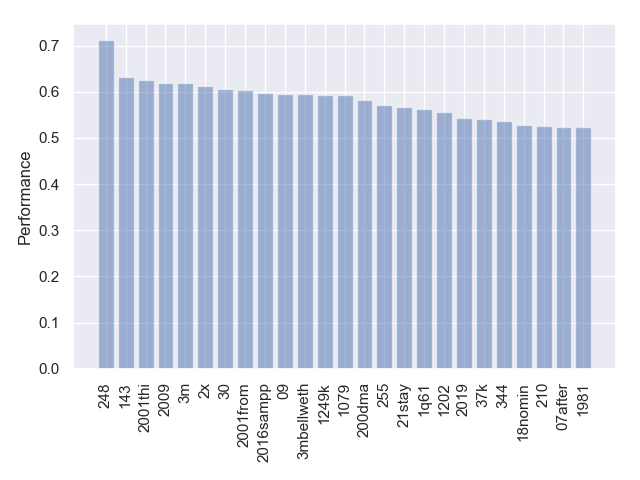 0.7
0.6
0.5
0.4
0.3
0.2
0.1
0.0
Performance
248
143
2001thi
2009
3m
2x
30
2001from
2016sampp
09
3mbellweth
1249k
1079
200dma
255
21stay
1q61
1202
2019
37k
344
18nomin
210
07after
1981